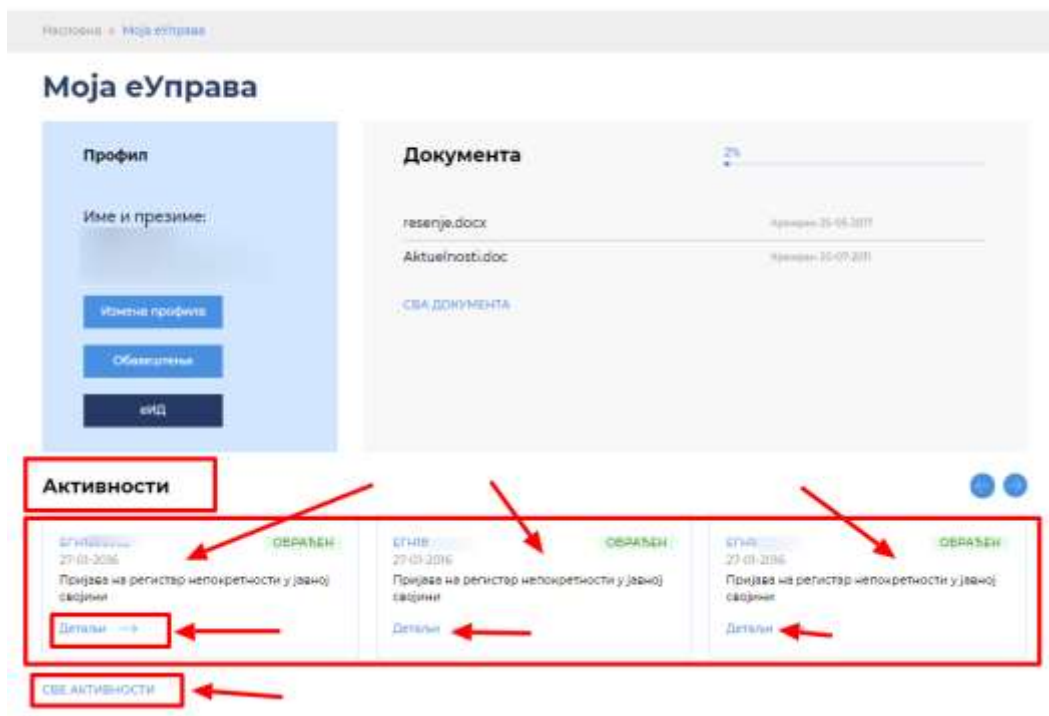 Насловна » Моја еУправа
Моја еУправа
Профил
Име и презиме:
Измена профила
Обавештења
еИД
Документа
2%
resenje.docx
Aktuelnosti.doc
СВА ДОКУМЕНТА
Активности
ОБРАЂЕН
27-01-2016
Пријава на регистар непокретности у јавној
својини
Детаљи →
ОБРАЂЕН
27-01-2016
Пријава на регистар непокретности у јавној
својини
Детаљи
ОБРАЂЕН
27-01-2016
Пријава на регистар непокретности у јавној
својини
Детаљи
СВЕ АКТИВНОСТИ